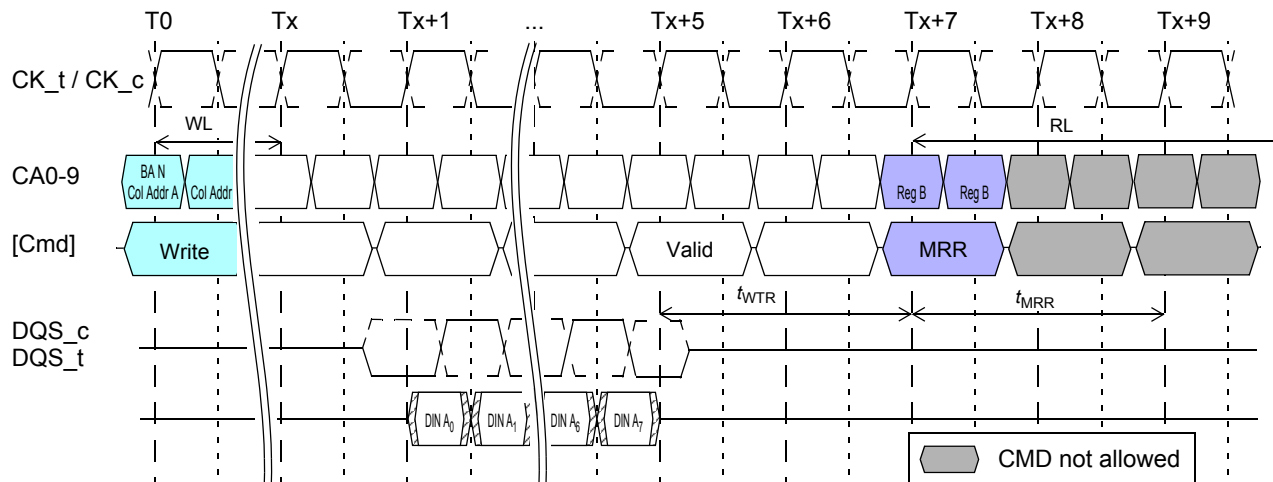 T0 Tx Tx+1 ... Tx+5 Tx+6 Tx+7 Tx+8 Tx+9
CK_t / CK_c
WL RL
CA0-9
BA N
Col Addr A Col Addr Reg B Reg B
[Cmd] Write Valid MRR
tWTR tMRR
DQS_c
DQS_t
DIN A0 DIN A1 DIN A6 DIN A7
CMD not allowed